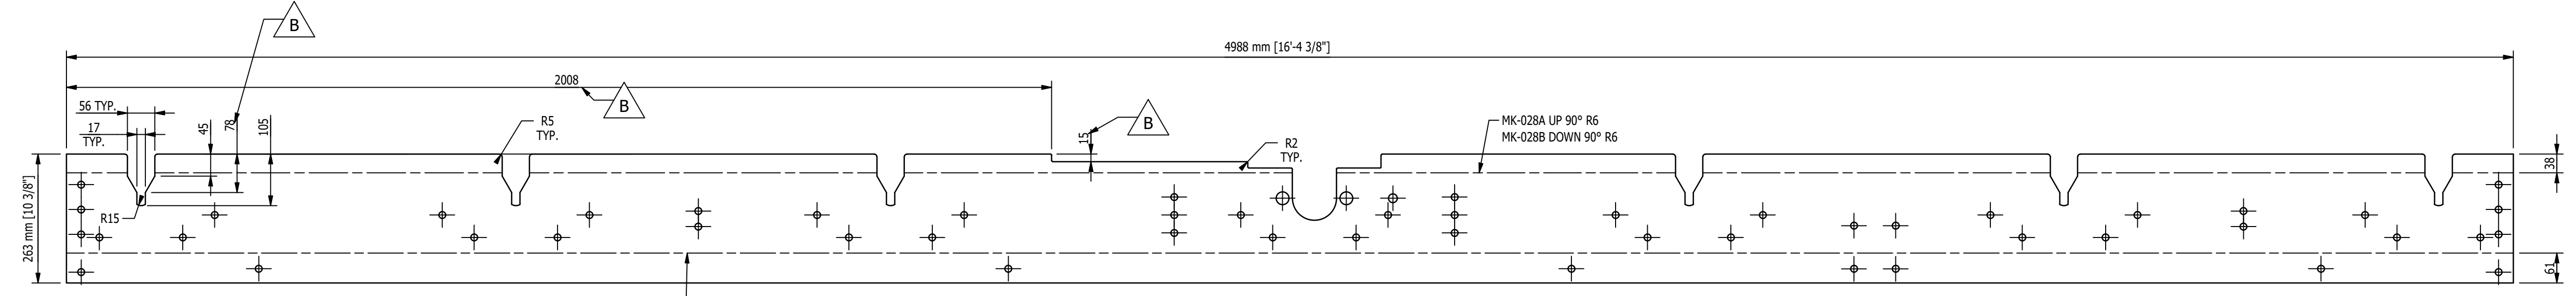 B
4988 mm [16'-4 3/8"]
2008
B
B
56 TYP.
17
TYP.
45
78
105
R5
TYP.
15
R2
TYP.
MK-028A UP 90° R6
MK-028B DOWN 90° R6
38
263 mm [10 3/8"]
R15
61